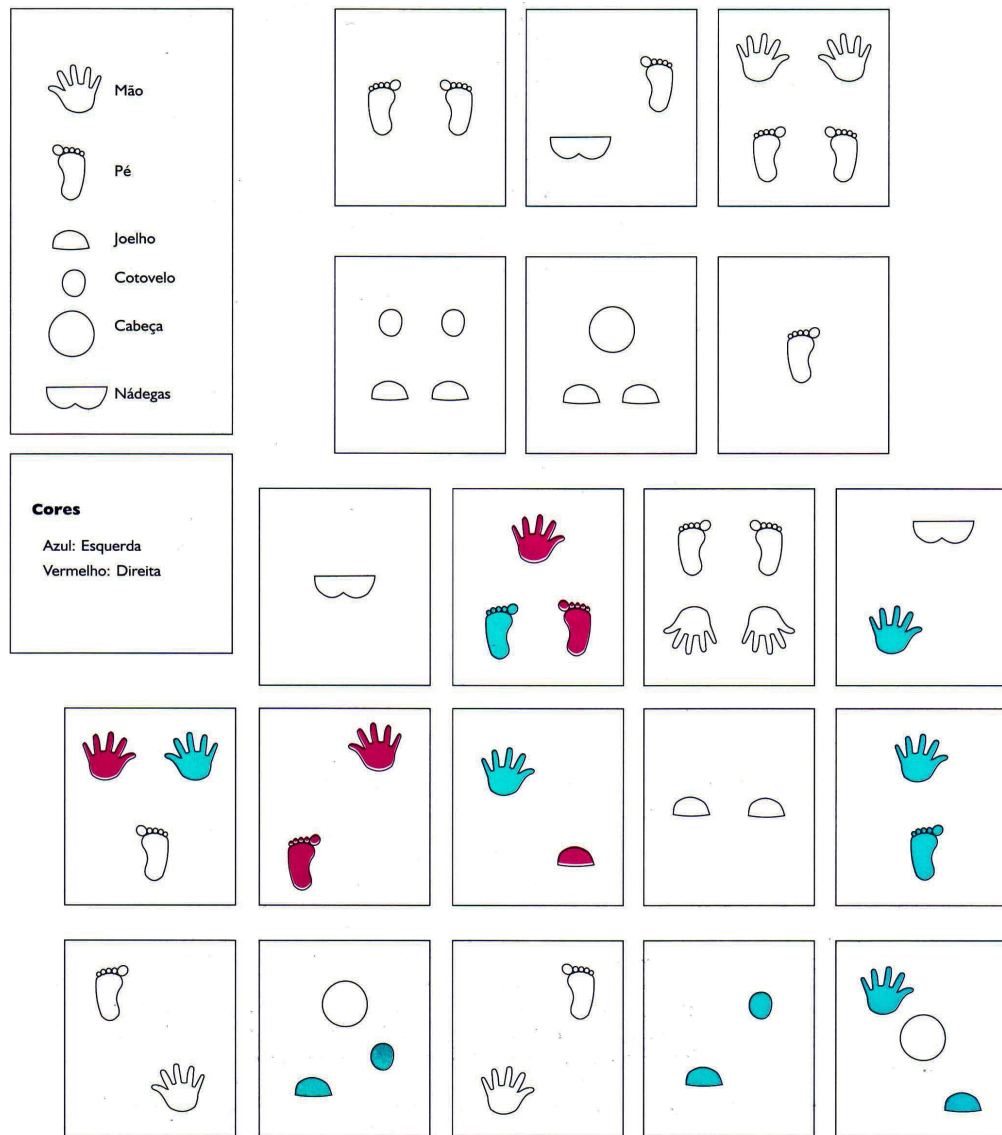 Mão
Pé
Joelho
Cotovelo
Cabeça
Nádegas
Cores
Azul: Esquerda
Vermelho: Direita